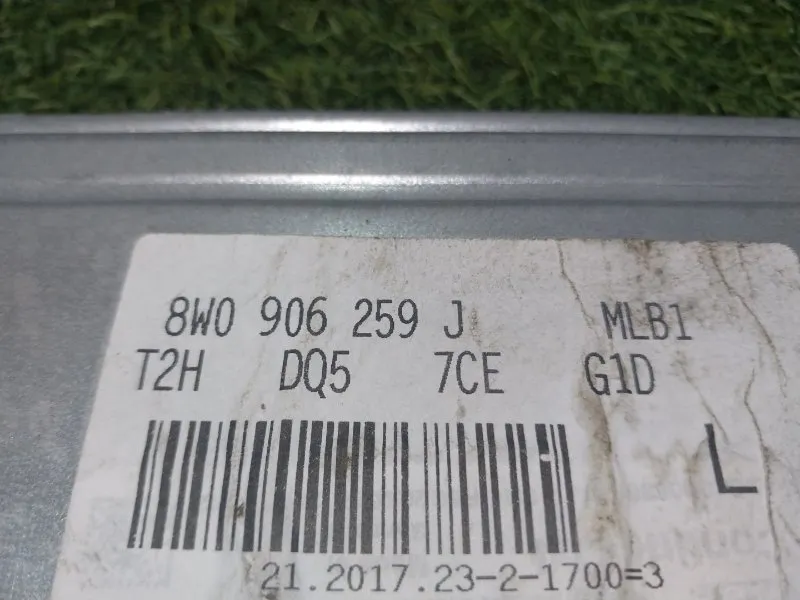 8W0 906 259 J MLB1
T2H DQ5 7CE G1D
L
21.2017.23-2-1700=3